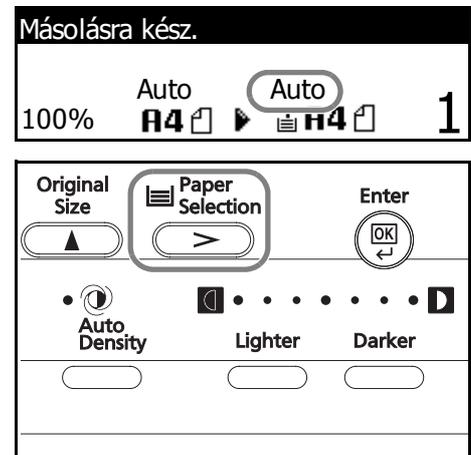 Másolásra kész.
Auto Auto
100% A4 A4 1
Original Size
Paper Selection
>
Enter
OK
Auto Density
Lighter
Darker